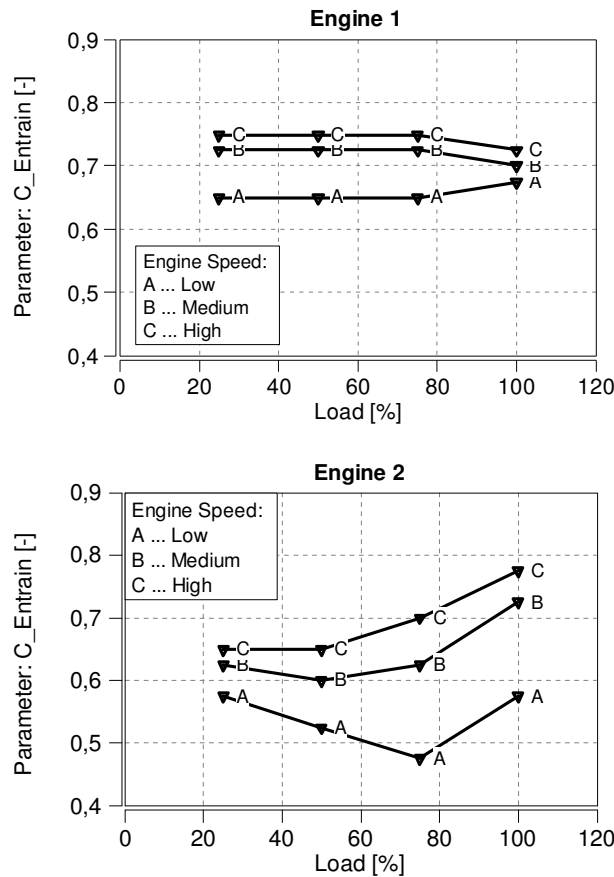 Engine 1
Parameter: C_Entrain [-]
0,9
0,8
0,7
0,6
0,5
0,4
C C C C
B B B B
A A A A
Engine Speed:
A ... Low
B ... Medium
C ... High
0 20 40 60 80 100 120
Load [%]
Engine 2
Parameter: C_Entrain [-]
0,9
0,8
0,7
0,6
0,5
0,4
Engine Speed:
A ... Low
B ... Medium
C ... High
C C C C
B B B B
A A A A
0 20 40 60 80 100 120
Load [%]